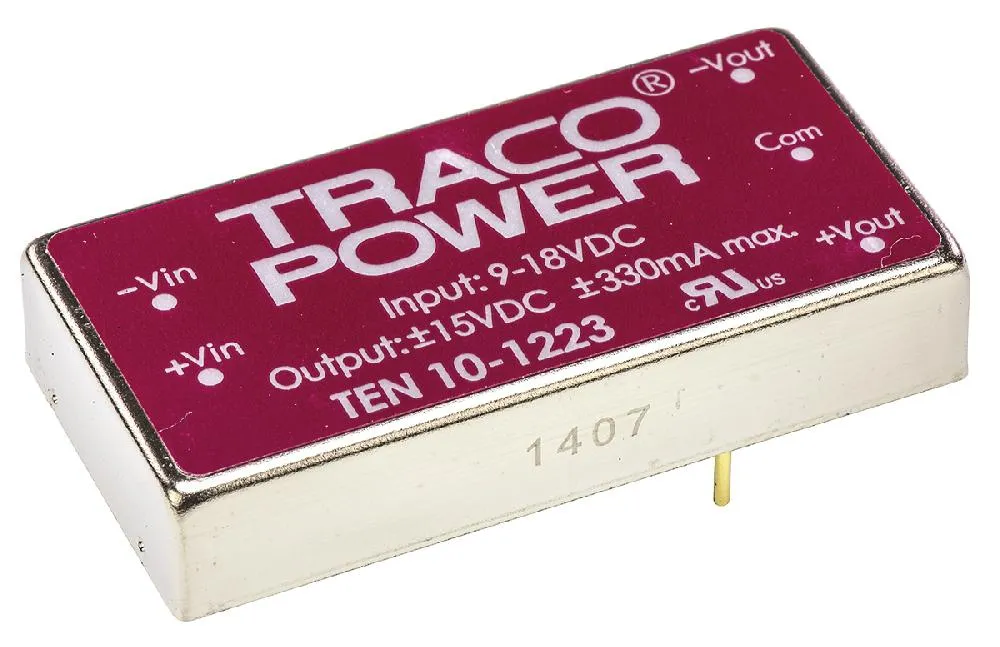 TRACO ®
POWER
Input: 9-18VDC
Output: ±15VDC ±330mA max.
TEN 10-1223
-Vin
+Vin
-Vout
Com
+Vout
c RU us
1407